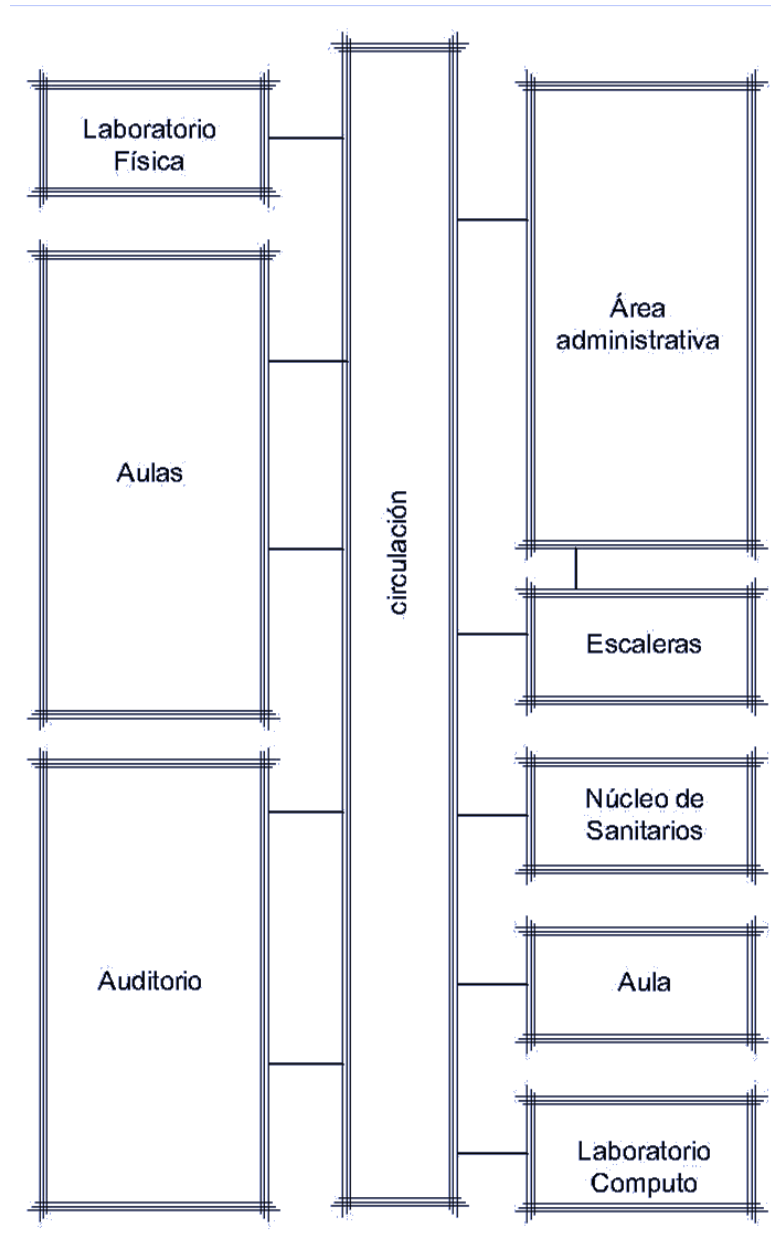 Laboratorio
Física
Aulas
Auditorio
circulación
Área
administrativa
Escaleras
Núcleo de
Sanitarios
Aula
Laboratorio
Computo